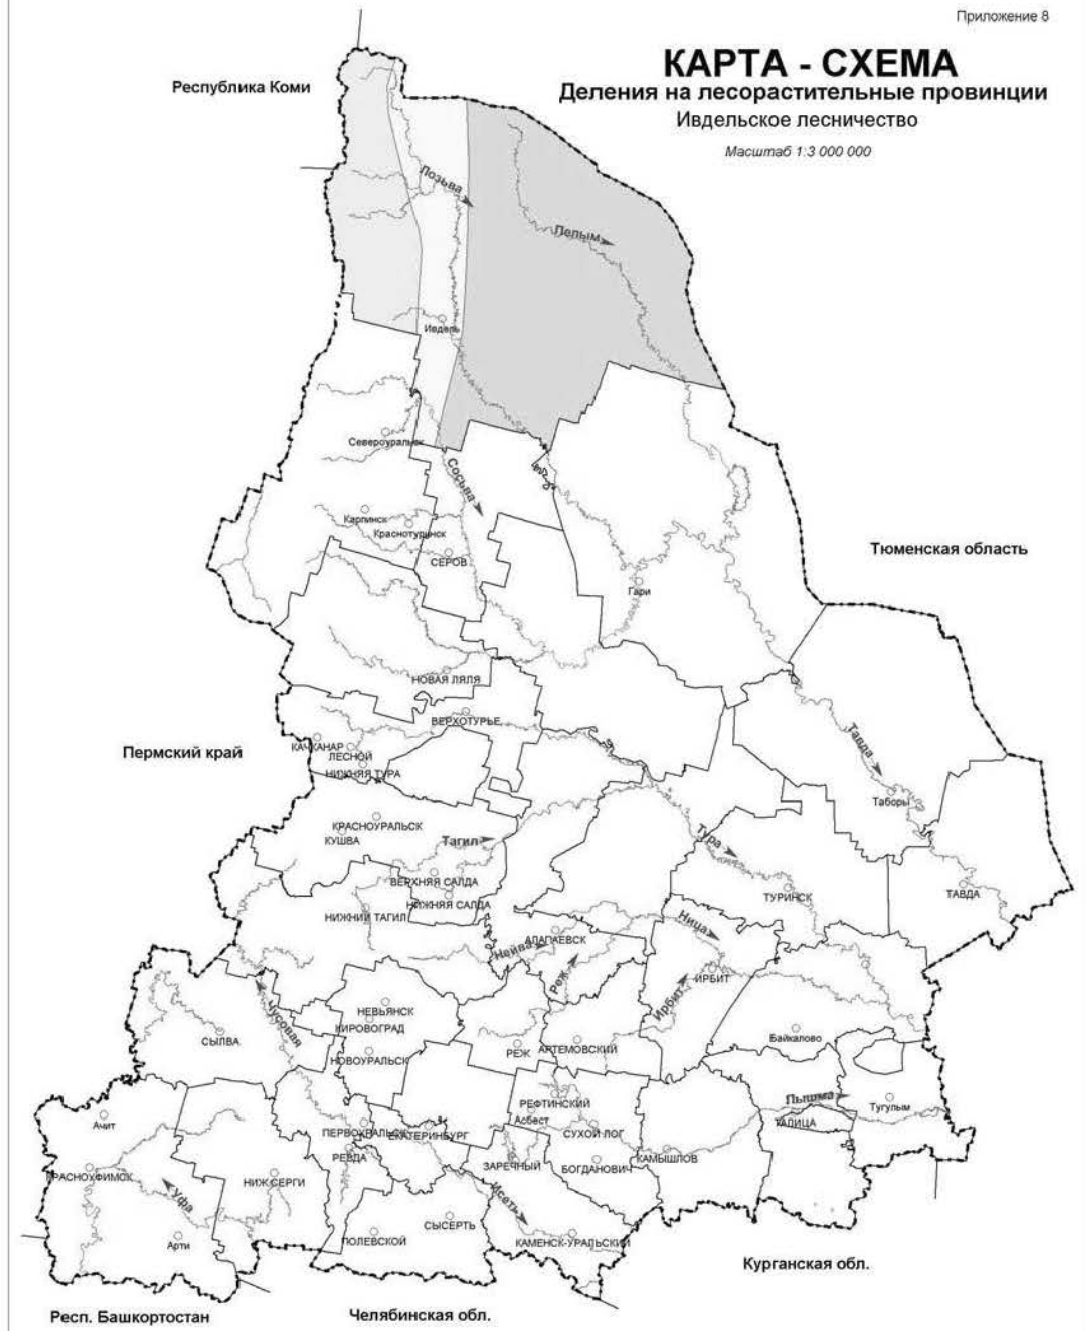 Приложение 8
КАРТА - СХЕМА
Деления на лесорастительные провинции
Ивдельское лесничество
Масштаб 1:3 000 000
Республика Коми
Лозьва
Пелым
Ивдель
Североуральск
Сосьва
Карпинск
Краснотурьинск
СЕРОВ
Тюменская область
Гари
НОВАЯ ЛЯЛЯ
ВЕРХОТУРЬЕ
Пермский край
КАЧКАНАР
ЛЕСНОЙ
НИЖНЯЯ ТУРА
Тавда
Таборы
КРАСНОУРАЛЬСК
КУШВА
Тагил
Тура
ВЕРХНЯЯ САЛДА
ТУРИНСК
ТАВДА
НИЖНЯЯ САЛДА
НИЖНИЙ ТАГИЛ
Ница
АЛАПАЕВСК
Нейва
Реж
ИРБИТ
Ирбит
НЕВЬЯНСК
КИРОВОГРАД
Чусовая
СЫЛВА
Байкалово
НОВОУРАЛЬСК
РЕЖ
АРТЕМОВСКИЙ
РЕФТИНСКИЙ
Пышма
Тугулым
Ачит
Асбест
ТАЛИЦА
ПЕРВОУРАЛЬСК
ЕКАТЕРИНБУРГ
СУХОЙ ЛОГ
РЕВДА
ЗАРЕЧНЫЙ
БОГДАНОВИЧ
КАМЫШЛОВ
КРАСНОУФИМСК
НИЖ.СЕРГИ
Уфа
Исеть
СЫСЕРТЬ
Арти
ПОЛЕВСКОЙ
КАМЕНСК-УРАЛЬСКИЙ
Курганская обл.
Респ. Башкортостан
Челябинская обл.